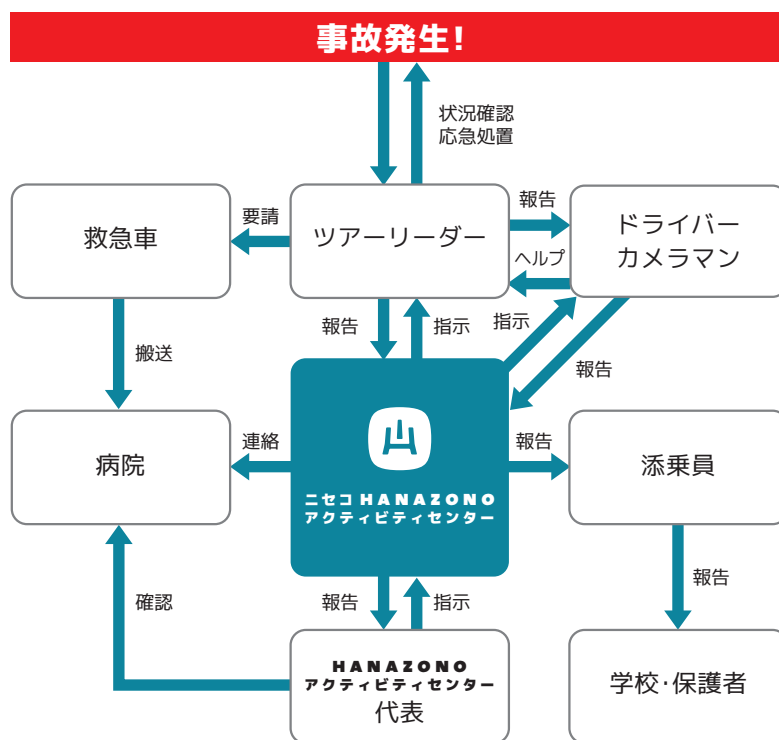 事故発生!
状況確認
応急処置
救急車
要請
ツアーリーダー
報告
ヘルプ
ドライバー
カメラマン
搬送
報告
指示
指示
報告
病院
連絡
ニセコ HANAZONO
アクティビティセンター
報告
添乗員
確認
報告
指示
報告
HANAZONO
アクティビティセンター
代表
学校・保護者